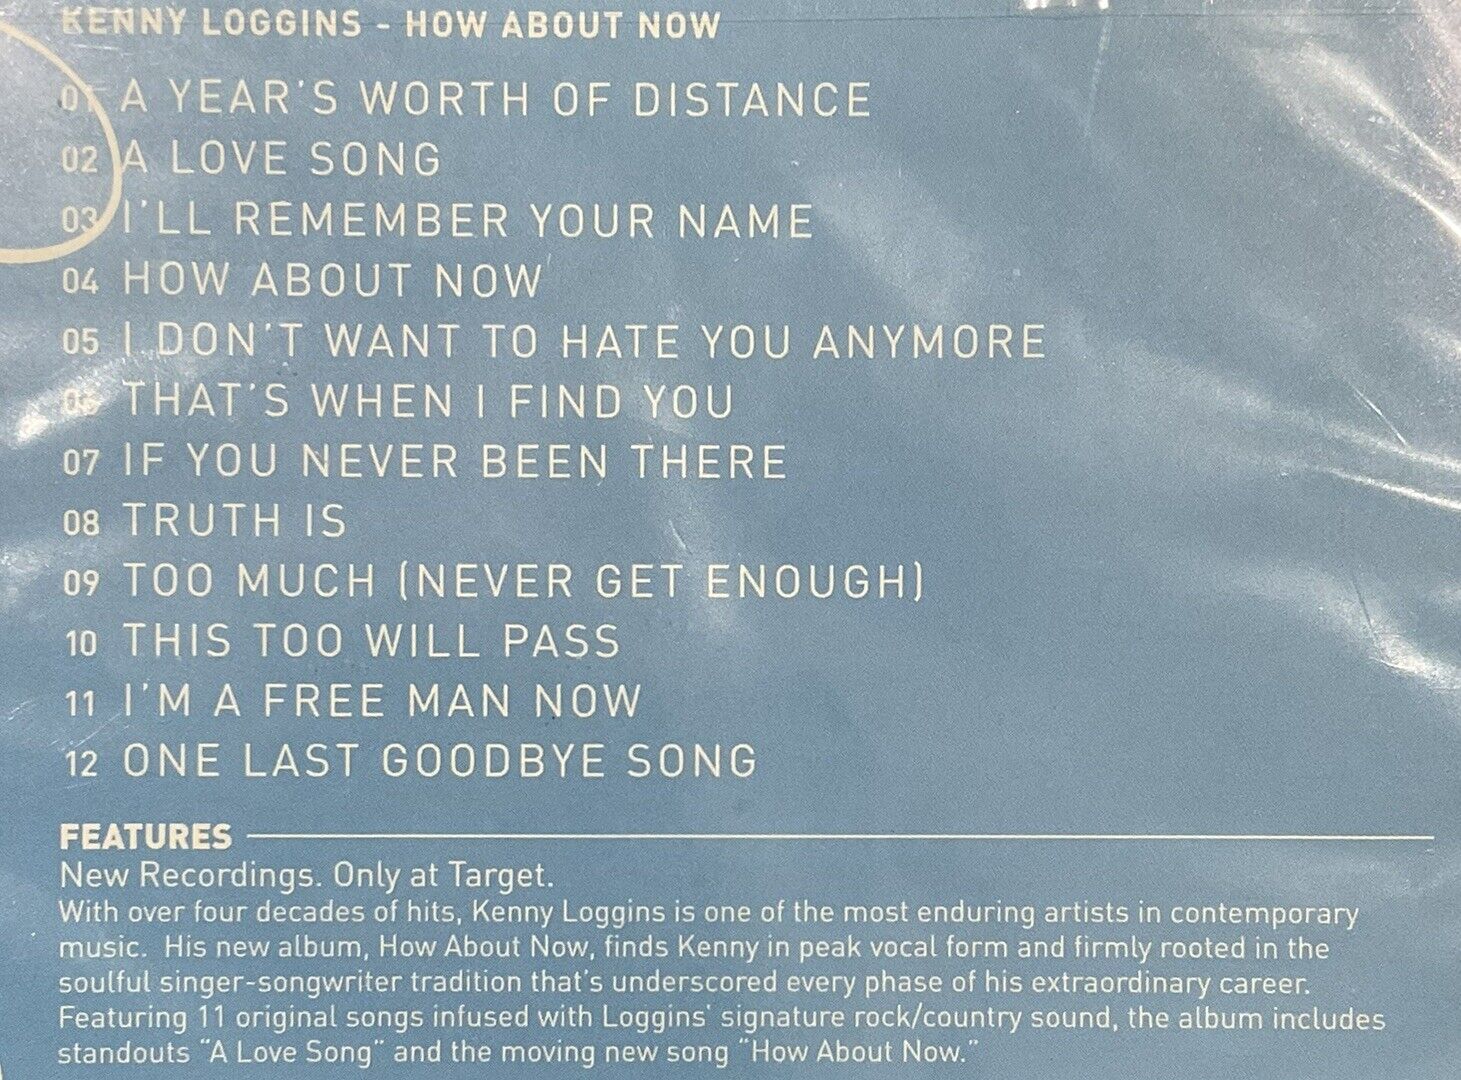 KENNY LOGGINS - HOW ABOUT NOW
01 A YEAR'S WORTH OF DISTANCE
02 A LOVE SONG
03 I'LL REMEMBER YOUR NAME
04 HOW ABOUT NOW
05 I DON'T WANT TO HATE YOU ANYMORE
06 THAT'S WHEN I FIND YOU
07 IF YOU NEVER BEEN THERE
08 TRUTH IS
09 TOO MUCH (NEVER GET ENOUGH)
10 THIS TOO WILL PASS
11 I'M A FREE MAN NOW
12 ONE LAST GOODBYE SONG
FEATURES
New Recordings. Only at Target.
With over four decades of hits, Kenny Loggins is one of the most enduring artists in contemporary
music. His new album, How About Now, finds Kenny in peak vocal form and firmly rooted in the
soulful singer-songwriter tradition that's underscored every phase of his extraordinary career.
Featuring 11 original songs infused with Loggins' signature rock/country sound, the album includes
standouts "A Love Song" and the moving new song "How About Now."